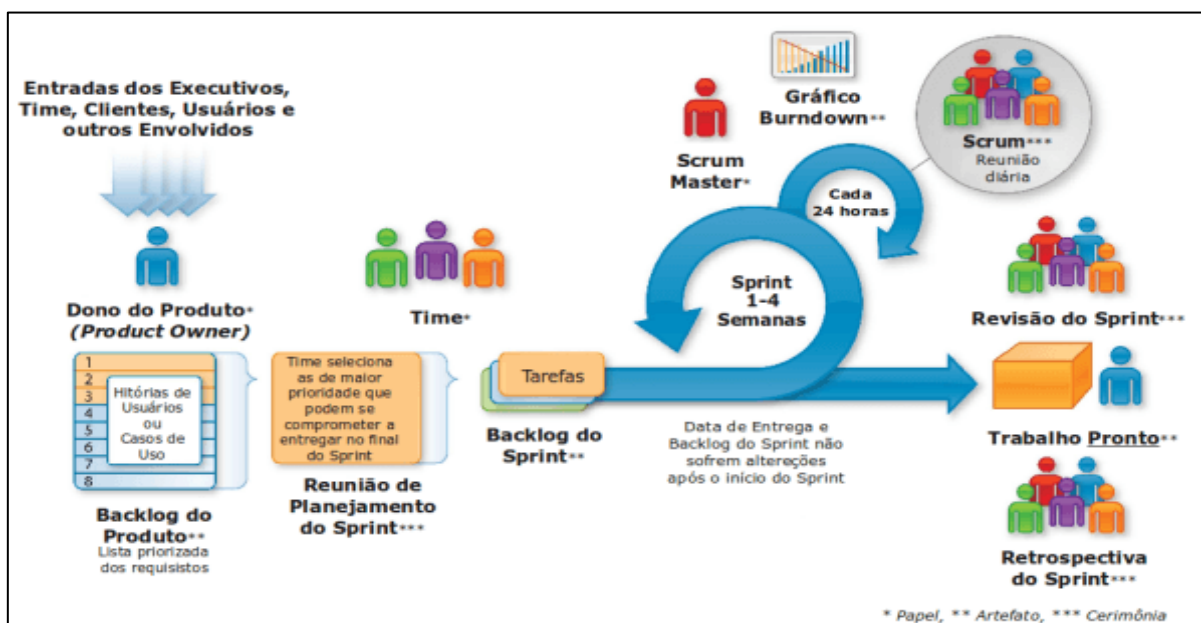 Entradas dos Executivos,
Time, Clientes, Usuários e
outros Envolvidos
Dono do Produto*
(Product Owner)
1
2
3
4
5
6
7
8
Hitórias de
Usuários
ou
Casos de
Uso
Backlog do
Produto**
Lista priorizada
dos requisistos
Time*
Time seleciona
as de maior
prioridade que
podem se
comprometer a
entregar no final
do Sprint
Reunião de
Planejamento
do Sprint***
Tarefas
Backlog do
Sprint**
Scrum
Master*
Gráfico
Burndown**
Cada
24 horas
Sprint
1-4
Semanas
Data de Entrega e
Backlog do Sprint não
sofrem altereções
após o início do Sprint
Scrum***
Reunião
diária
Revisão do Sprint***
Trabalho Pronto**
Retrospectiva
do Sprint***
* Papel, ** Artefato, *** Cerimônia